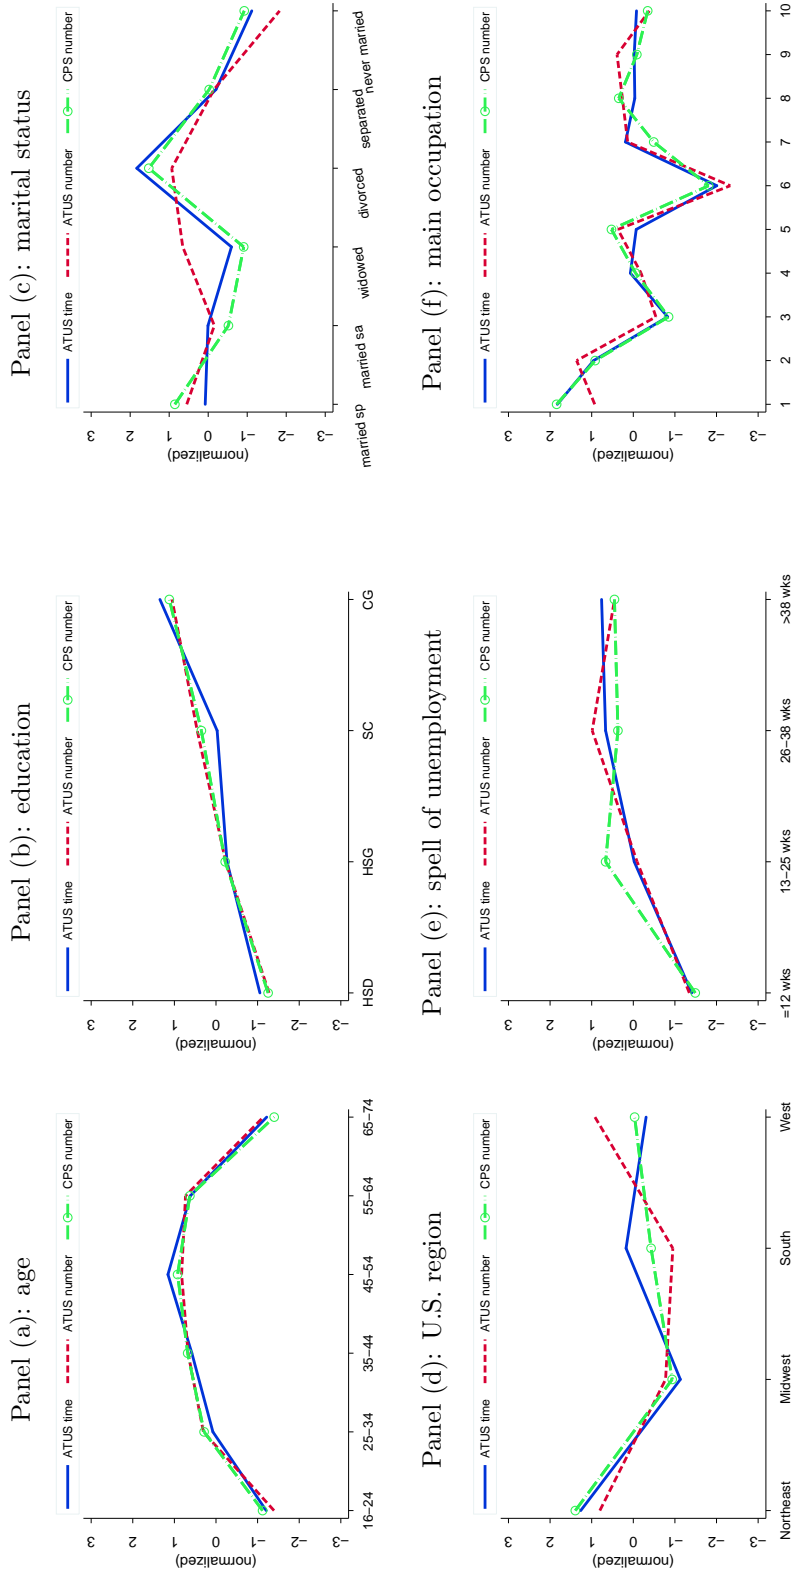 Panel (a): age
ATUS time ATUS number CPS number
3
2
1
0
−1
−2
−3
(normalized)
16−24 25−34 35−44 45−54 55−64 65−74
Panel (b): education
ATUS time ATUS number CPS number
3
2
1
0
−1
−2
−3
(normalized)
HSD HSG SC CG
Panel (c): marital status
ATUS time ATUS number CPS number
3
2
1
0
−1
−2
−3
(normalized)
married sp married sa widowed divorced separated never married
Panel (d): U.S. region
ATUS time ATUS number CPS number
3
2
1
0
−1
−2
−3
(normalized)
Northeast Midwest South West
Panel (e): spell of unemployment
ATUS time ATUS number CPS number
3
2
1
0
−1
−2
−3
(normalized)
=12 wks 13−25 wks 26−38 wks >38 wks
Panel (f): main occupation
ATUS time ATUS number CPS number
3
2
1
0
−1
−2
−3
(normalized)
1 2 3 4 5 6 7 8 9 10